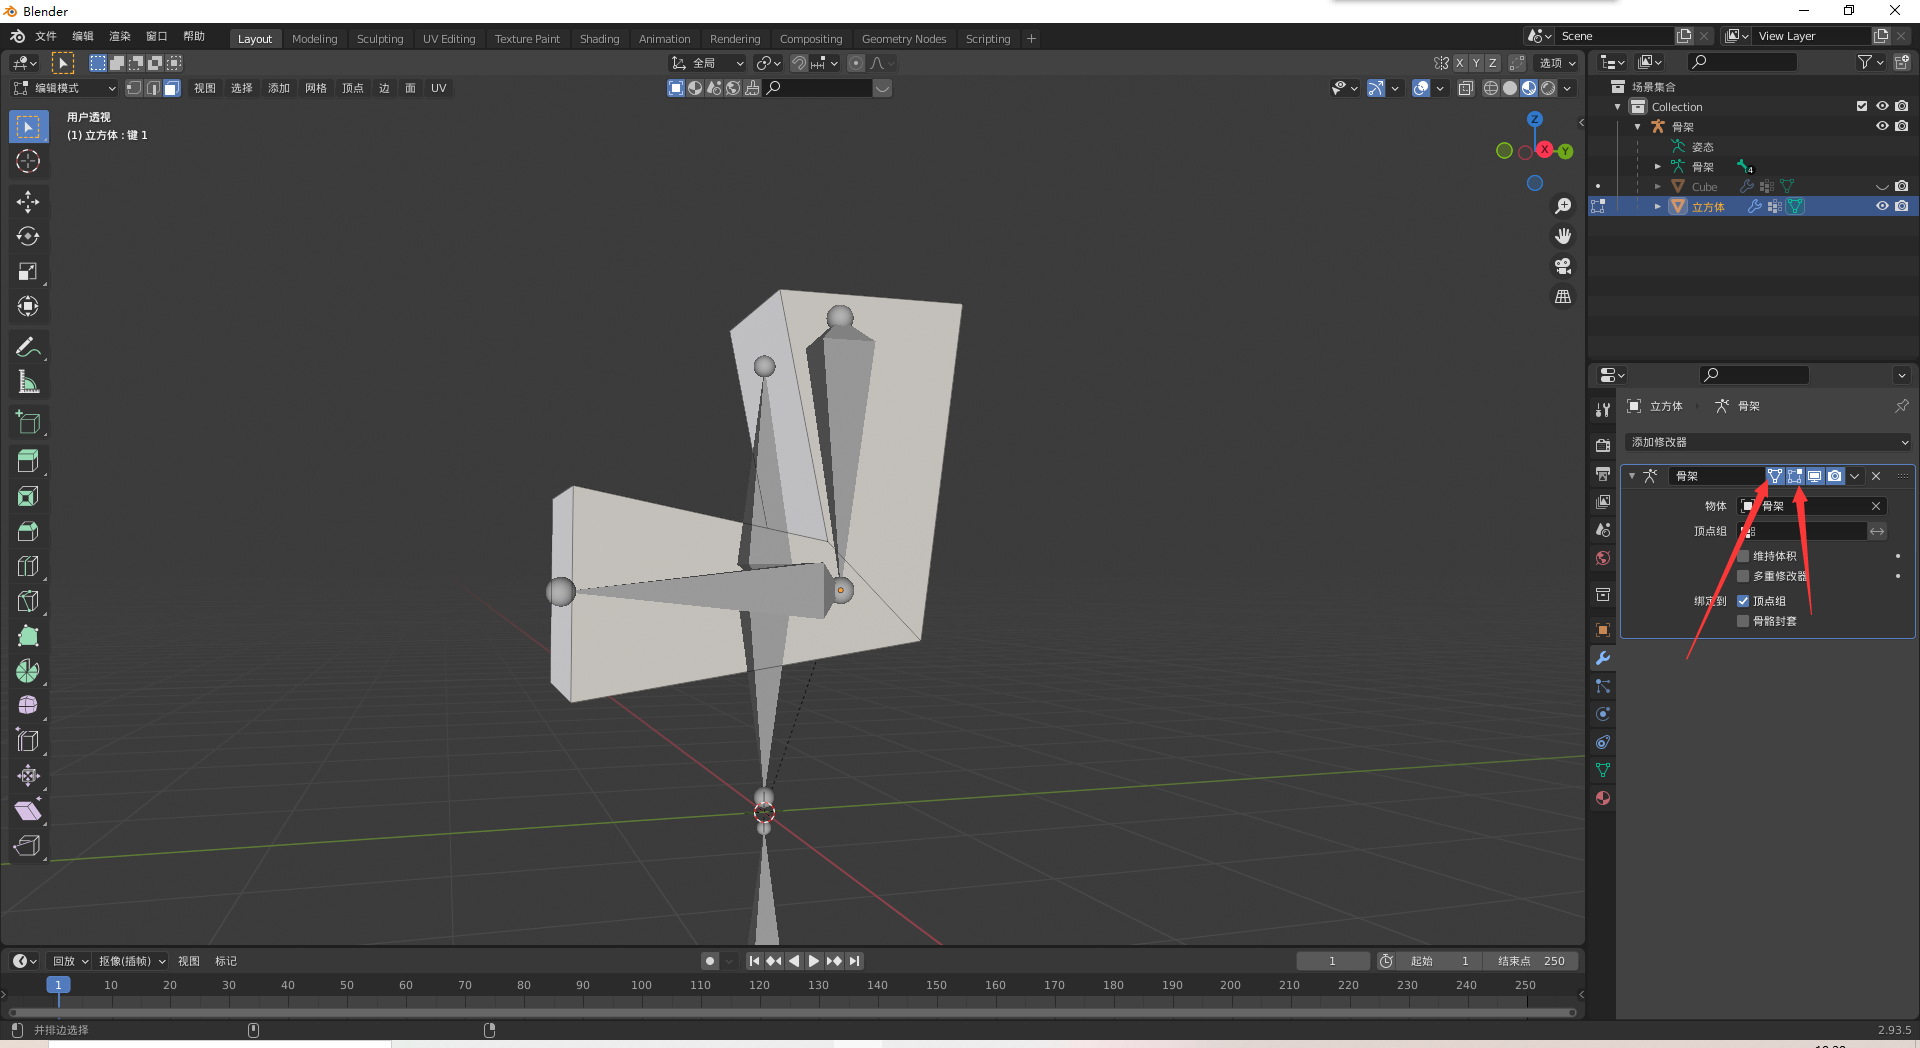 Blender
文件 编辑 渲染 窗口 帮助 Layout Modeling Sculpting UV Editing Texture Paint Shading Animation Rendering Compositing Geometry Nodes Scripting + Scene View Layer
全局 X Y Z 选项
编辑模式 视图 选择 添加 网格 顶点 边 面 UV
用户透视
(1) 立方体 : 键 1
Z
X
Y
场景集合
Collection
骨架
姿态
骨架 4
Cube
立方体
立方体 骨架
添加修改器
骨架
物体 骨架
顶点组
维持体积
多重修改器
绑定到 顶点组
骨骼封套
回放 抠像(插帧) 视图 标记 1 起始 1 结束点 250
1 10 20 30 40 50 60 70 80 90 100 110 120 130 140 150 160 170 180 190 200 210 220 230 240 250
并排边选择 2.93.5